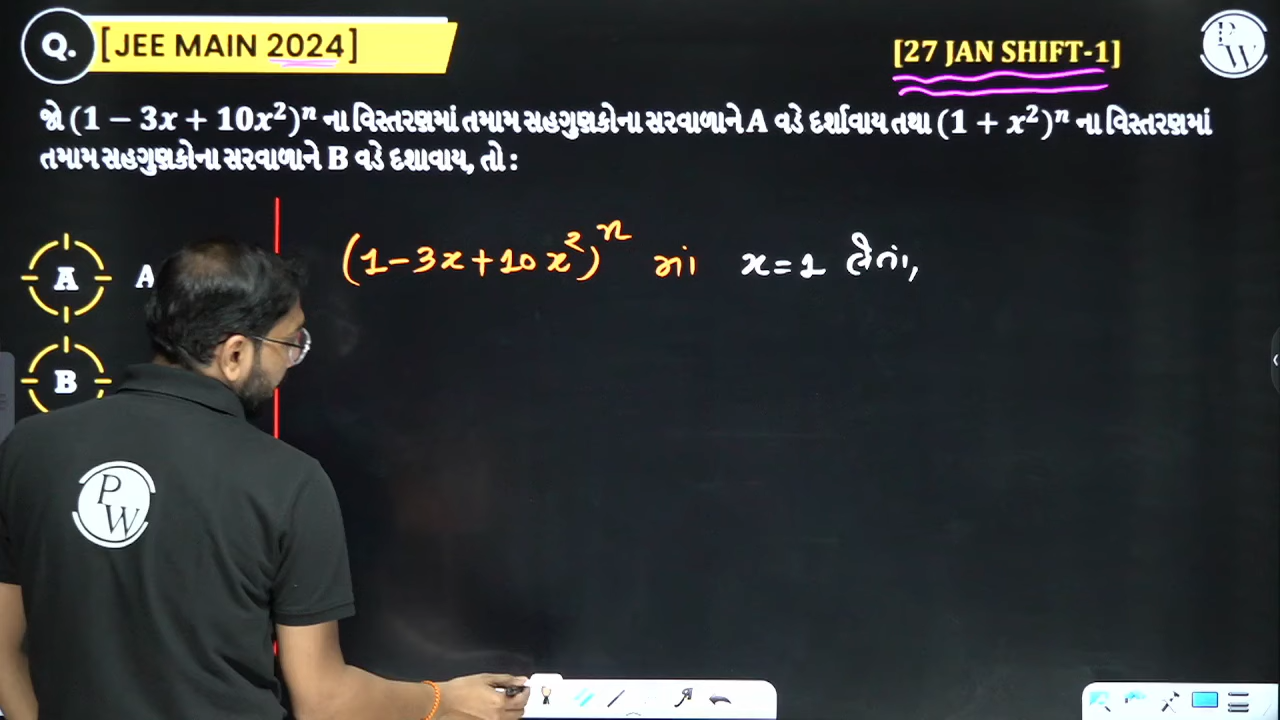 Q. [JEE MAIN 2024]
[27 JAN SHIFT-1]
PW
જો (1 − 3x + 10x²)ⁿ ના વિસ્તરણમાં તમામ સહગુણકોના સરવાળાને A વડે દર્શાવાય તથા (1 + x²)ⁿ ના વિસ્તરણમાં
તમામ સહગુણકોના સરવાળાને B વડે દશાવાય, તો :
(1-3x+10x²)ⁿ માં x=1 લેતા,
A A
B
PW